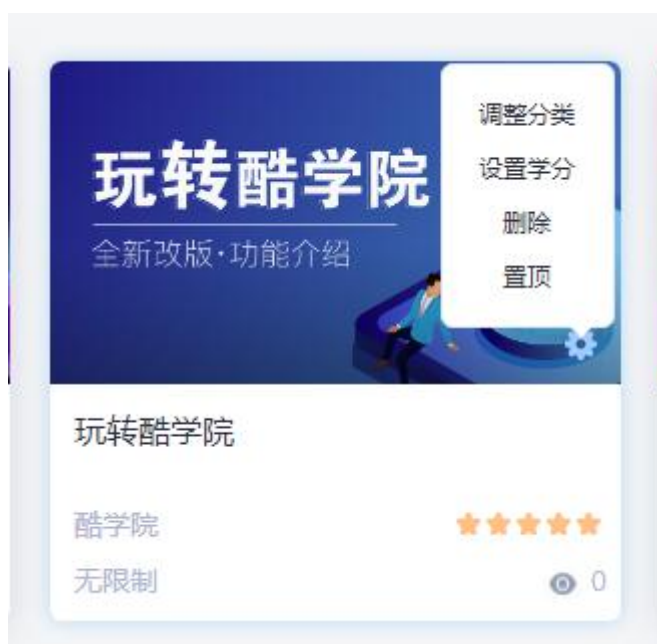 调整分类
设置学分
删除
置顶
玩转酷学院
全新改版·功能介绍
玩转酷学院
酷学院
无限制
0